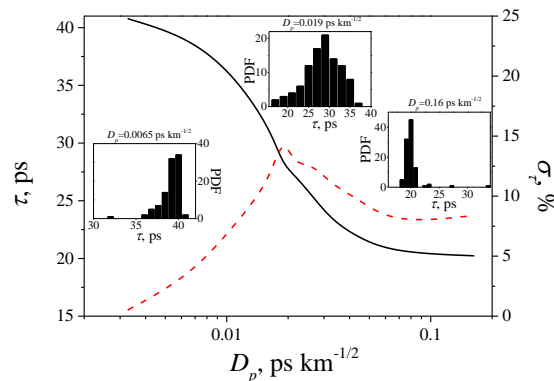 40
35
30
25
20
15
τ, ps
0.01
0.1
D_p, ps km^-1/2
25
20
15
10
5
0
σ_τ, %
D_p=0.0065 ps km^-1/2
40
20
0
PDF
30 35 40
τ, ps
D_p=0.019 ps km^-1/2
20
10
0
PDF
20 25 30 35 40
τ, ps
D_p=0.16 ps km^-1/2
40
20
0
PDF
20 25 30
τ, ps